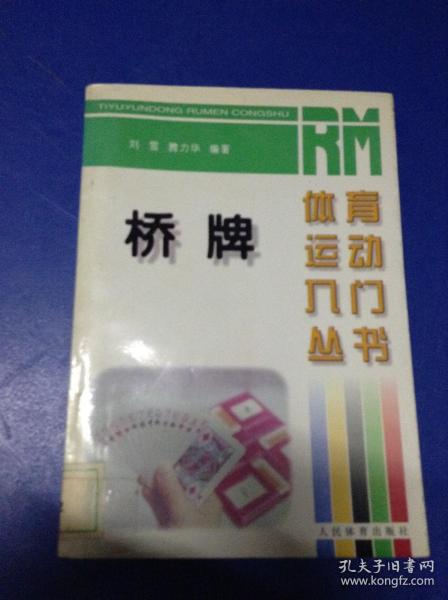 TIYUYUNDONG RUMEN CONGSHU
RM
刘雪 腾力华 编著
桥牌
体育
运动
入门
丛书
人民体育出版社
孔夫子旧书网
www.kongfz.com